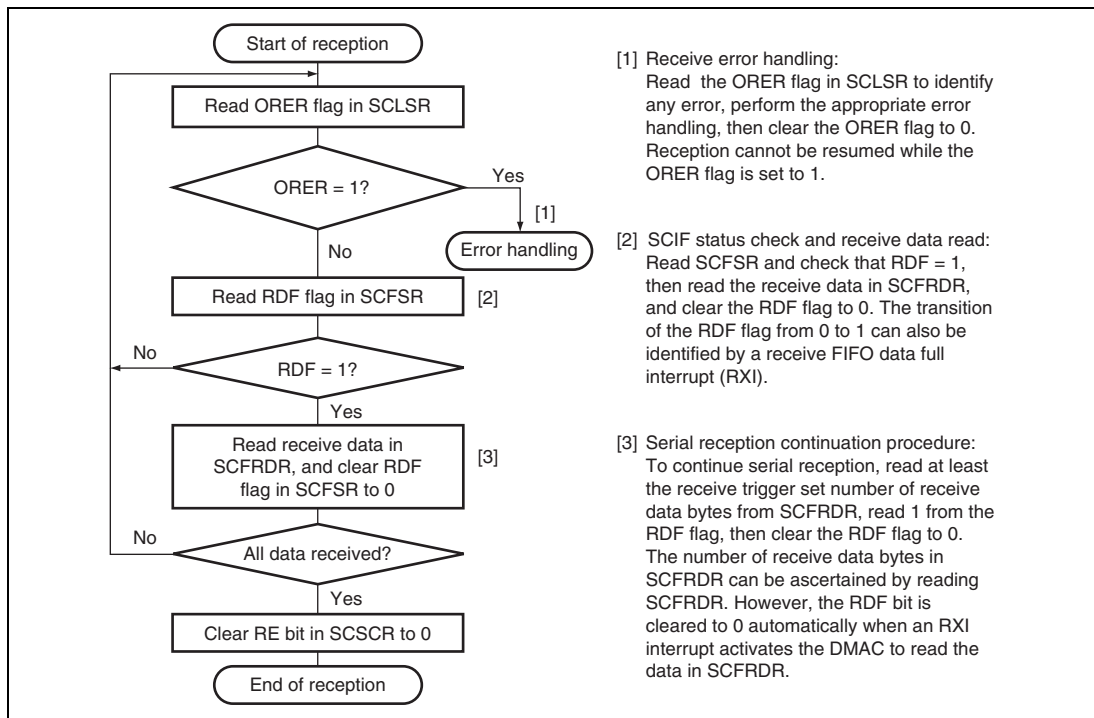 Start of reception
Read ORER flag in SCLSR
ORER = 1?
Yes
[1]
Error handling
No
Read RDF flag in SCFSR
[2]
No
RDF = 1?
Yes
Read receive data in
SCFRDR, and clear RDF
flag in SCFSR to 0
[3]
No
All data received?
Yes
Clear RE bit in SCSCR to 0
End of reception
[1] Receive error handling:
Read the ORER flag in SCLSR to identify
any error, perform the appropriate error
handling, then clear the ORER flag to 0.
Reception cannot be resumed while the
ORER flag is set to 1.
[2] SCIF status check and receive data read:
Read SCFSR and check that RDF = 1,
then read the receive data in SCFRDR,
and clear the RDF flag to 0. The transition
of the RDF flag from 0 to 1 can also be
identified by a receive FIFO data full
interrupt (RXI).
[3] Serial reception continuation procedure:
To continue serial reception, read at least
the receive trigger set number of receive
data bytes from SCFRDR, read 1 from the
RDF flag, then clear the RDF flag to 0.
The number of receive data bytes in
SCFRDR can be ascertained by reading
SCFRDR. However, the RDF bit is
cleared to 0 automatically when an RXI
interrupt activates the DMAC to read the
data in SCFRDR.